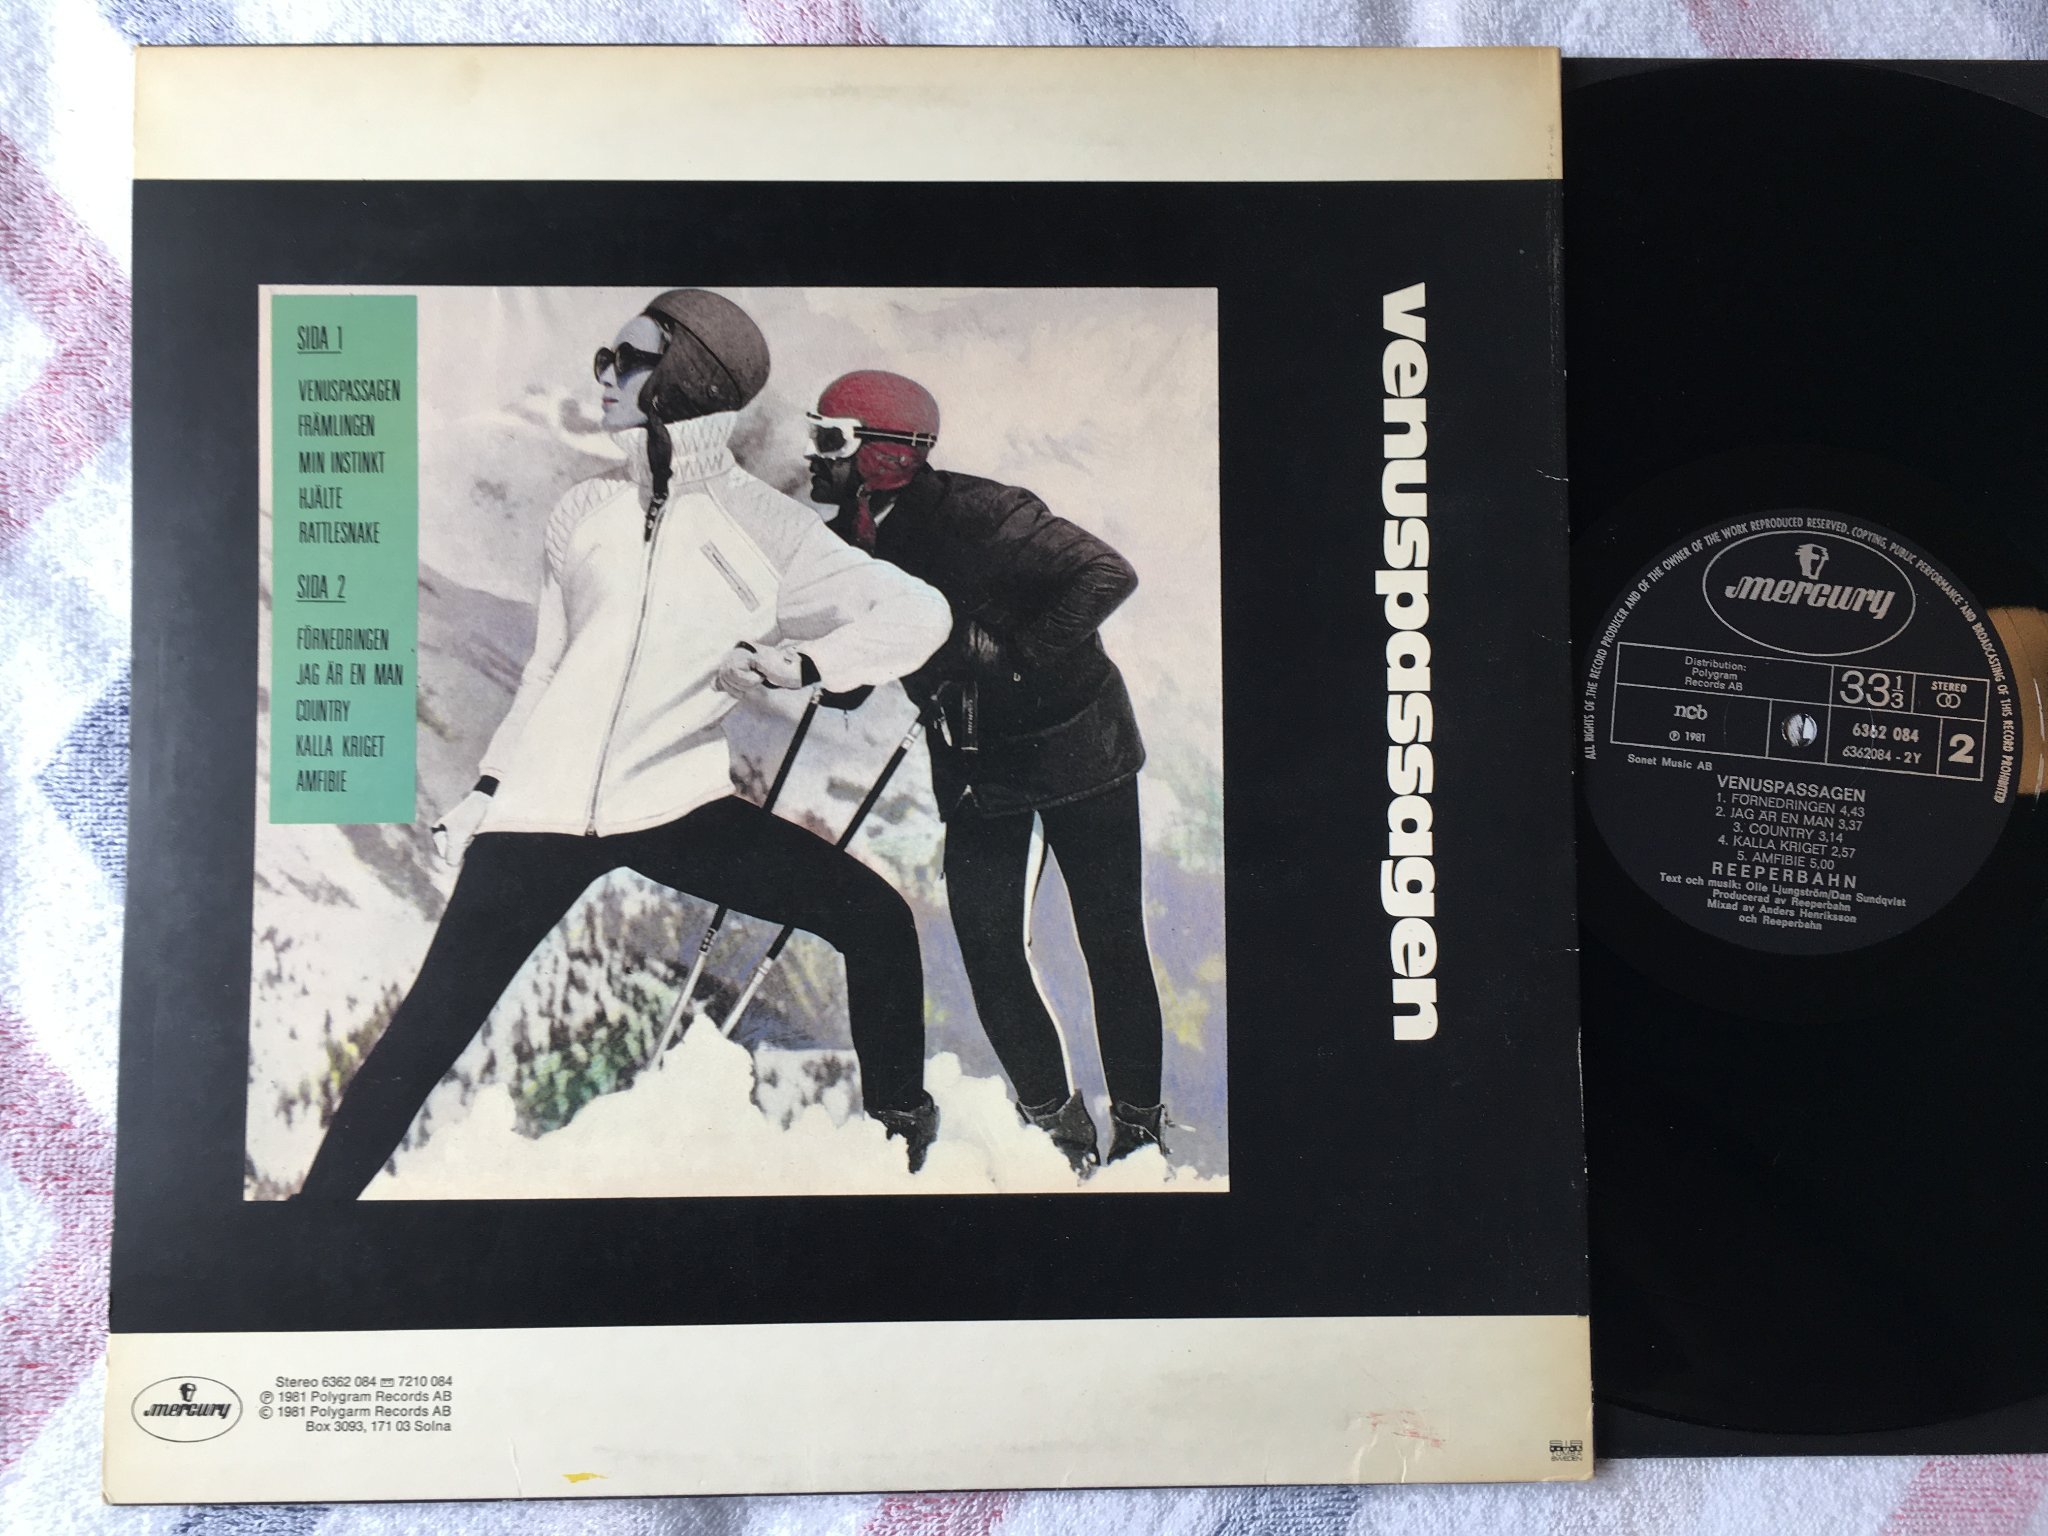 SIDA 1
VENUSPASSAGEN
FRÄMLINGEN
MIN INSTINKT
HJÄLTE
RATTLESNAKE
SIDA 2
FÖRNEDRINGEN
JAG ÄR EN MAN
COUNTRY
KALLA KRIGET
AMFIBIE
venuspassagen
mercury
Stereo 6362 084 7210 084
℗ 1981 Polygram Records AB
© 1981 Polygarm Records AB
Box 3093, 171 03 Solna
SWEDEN
ALL RIGHTS OF THE RECORD PRODUCER AND OF THE OWNER OF THE WORK REPRODUCED RESERVED. COPYING, PUBLIC PERFORMANCE AND BROADCASTING OF THIS RECORD PROHIBITED
mercury
Distribution:
Polygram
Records AB
33 1/3
STEREO
ncb
℗ 1981
6362 084
6362084 - 2Y
2
Sonet Music AB
VENUSPASSAGEN
1. FÖRNEDRINGEN 4,43
2. JAG ÄR EN MAN 3,37
3. COUNTRY 3,14
4. KALLA KRIGET 2,57
5. AMFIBIE 5,00
REEPERBAHN
Text och musik: Olle Ljungström/Dan Sundqvist
Producerad av Reeperbahn
Mixad av Anders Henriksson
och Reeperbahn